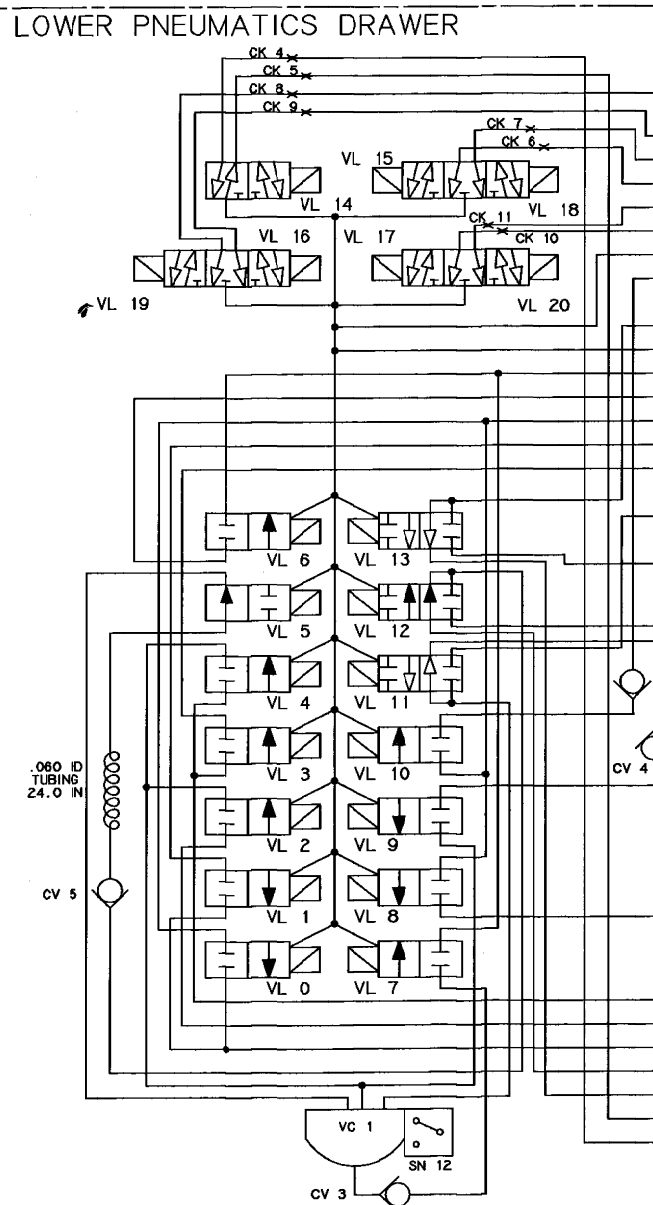 LOWER PNEUMATICS DRAWER
CK 4
CK 5
CK 8
CK 9
CK 7
CK 6
VL 15
VL 14
VL 18
CK 11
CK 10
VL 16
VL 17
VL 19
VL 20
VL 6
VL 13
VL 5
VL 12
VL 4
VL 11
VL 3
VL 10
.060 ID
TUBING
24.0 IN
CV 4
VL 2
VL 9
CV 5
VL 1
VL 8
VL 0
VL 7
VC 1
SN 12
CV 3